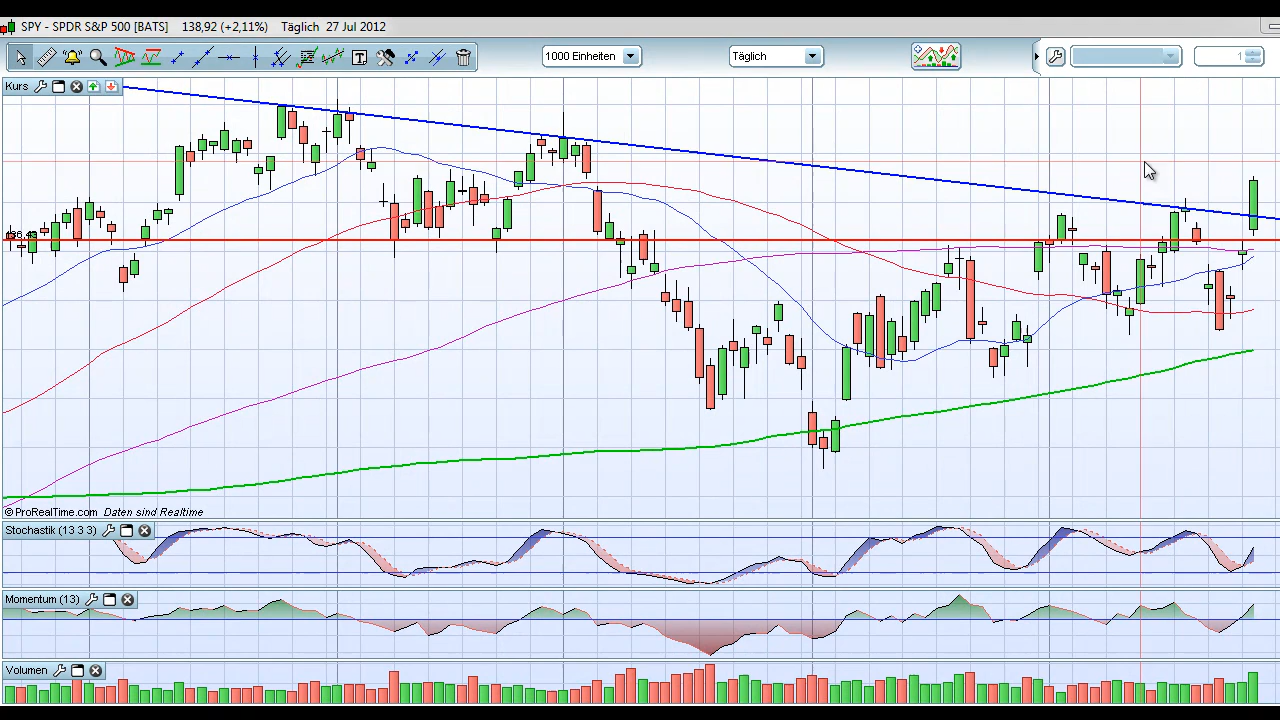 SPY - SPDR S&P 500 [BATS] 138,92 (+2,11%) Täglich 27 Jul 2012
1000 Einheiten Täglich 1
Kurs
©ProRealTime.com Daten sind Realtime
Stochastik (13 3 3)
Momentum (13)
Volumen